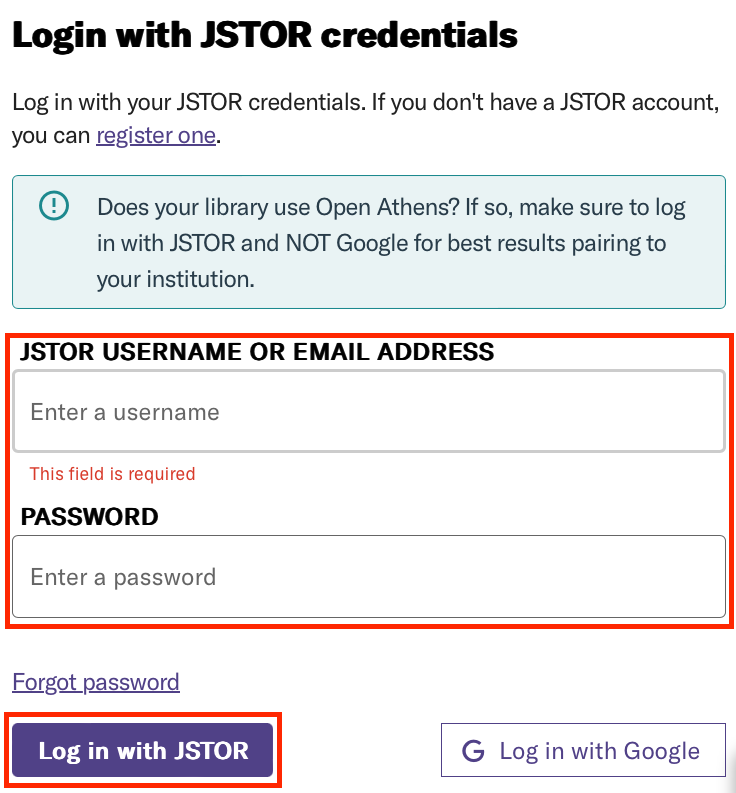 Login with JSTOR credentials
Log in with your JSTOR credentials. If you don't have a JSTOR account,
you can register one.
Does your library use Open Athens? If so, make sure to log
in with JSTOR and NOT Google for best results pairing to
your institution.
JSTOR USERNAME OR EMAIL ADDRESS
Enter a username
This field is required
PASSWORD
Enter a password
Forgot password
Log in with JSTOR
G Log in with Google